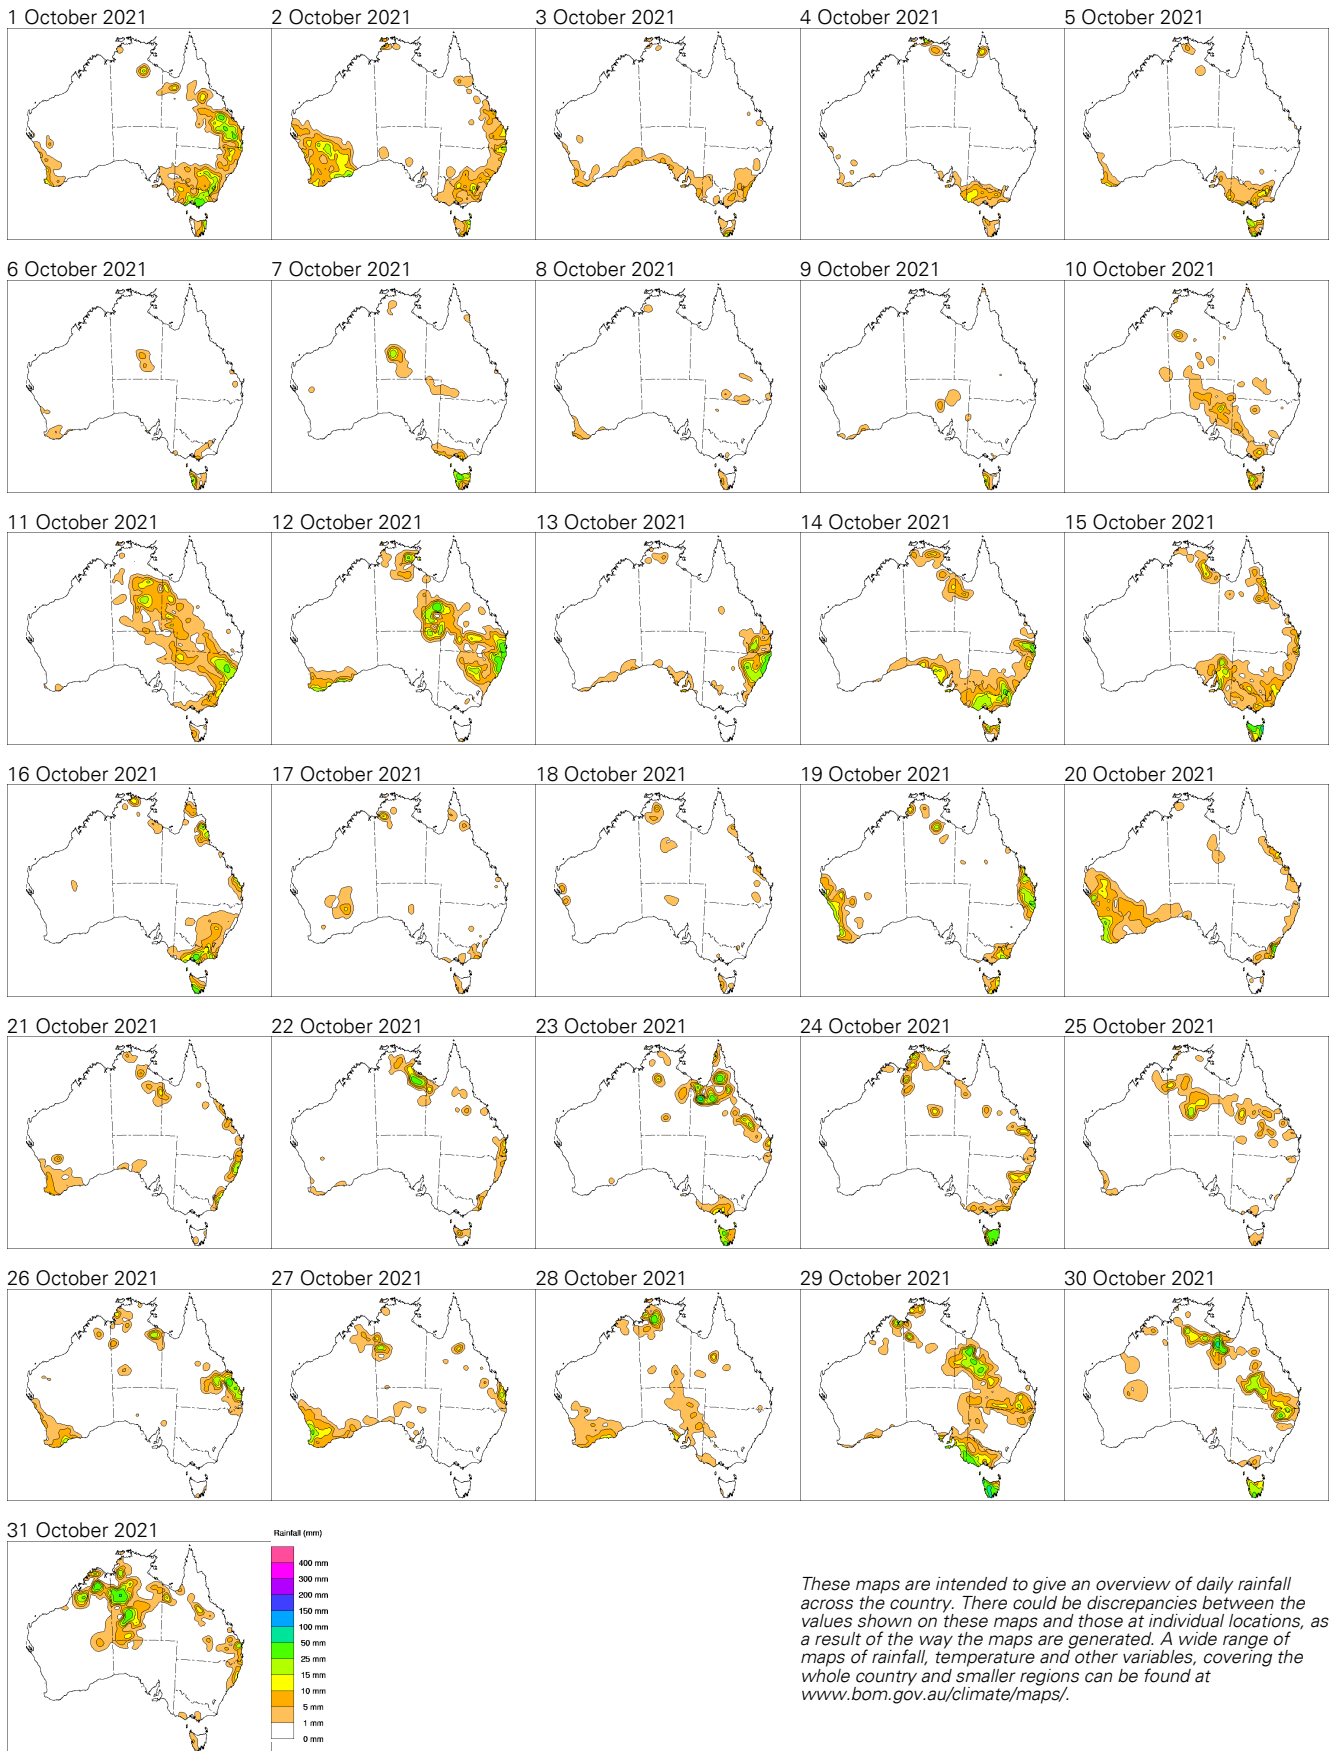 1 October 2021
2 October 2021
3 October 2021
4 October 2021
5 October 2021
6 October 2021
7 October 2021
8 October 2021
9 October 2021
10 October 2021
11 October 2021
12 October 2021
13 October 2021
14 October 2021
15 October 2021
16 October 2021
17 October 2021
18 October 2021
19 October 2021
20 October 2021
21 October 2021
22 October 2021
23 October 2021
24 October 2021
25 October 2021
26 October 2021
27 October 2021
28 October 2021
29 October 2021
30 October 2021
31 October 2021
Rainfall (mm)
400 mm
300 mm
200 mm
150 mm
100 mm
50 mm
25 mm
15 mm
10 mm
5 mm
1 mm
0 mm
These maps are intended to give an overview of daily rainfall
across the country. There could be discrepancies between the
values shown on these maps and those at individual locations, as
a result of the way the maps are generated. A wide range of
maps of rainfall, temperature and other variables, covering the
whole country and smaller regions can be found at
www.bom.gov.au/climate/maps/.